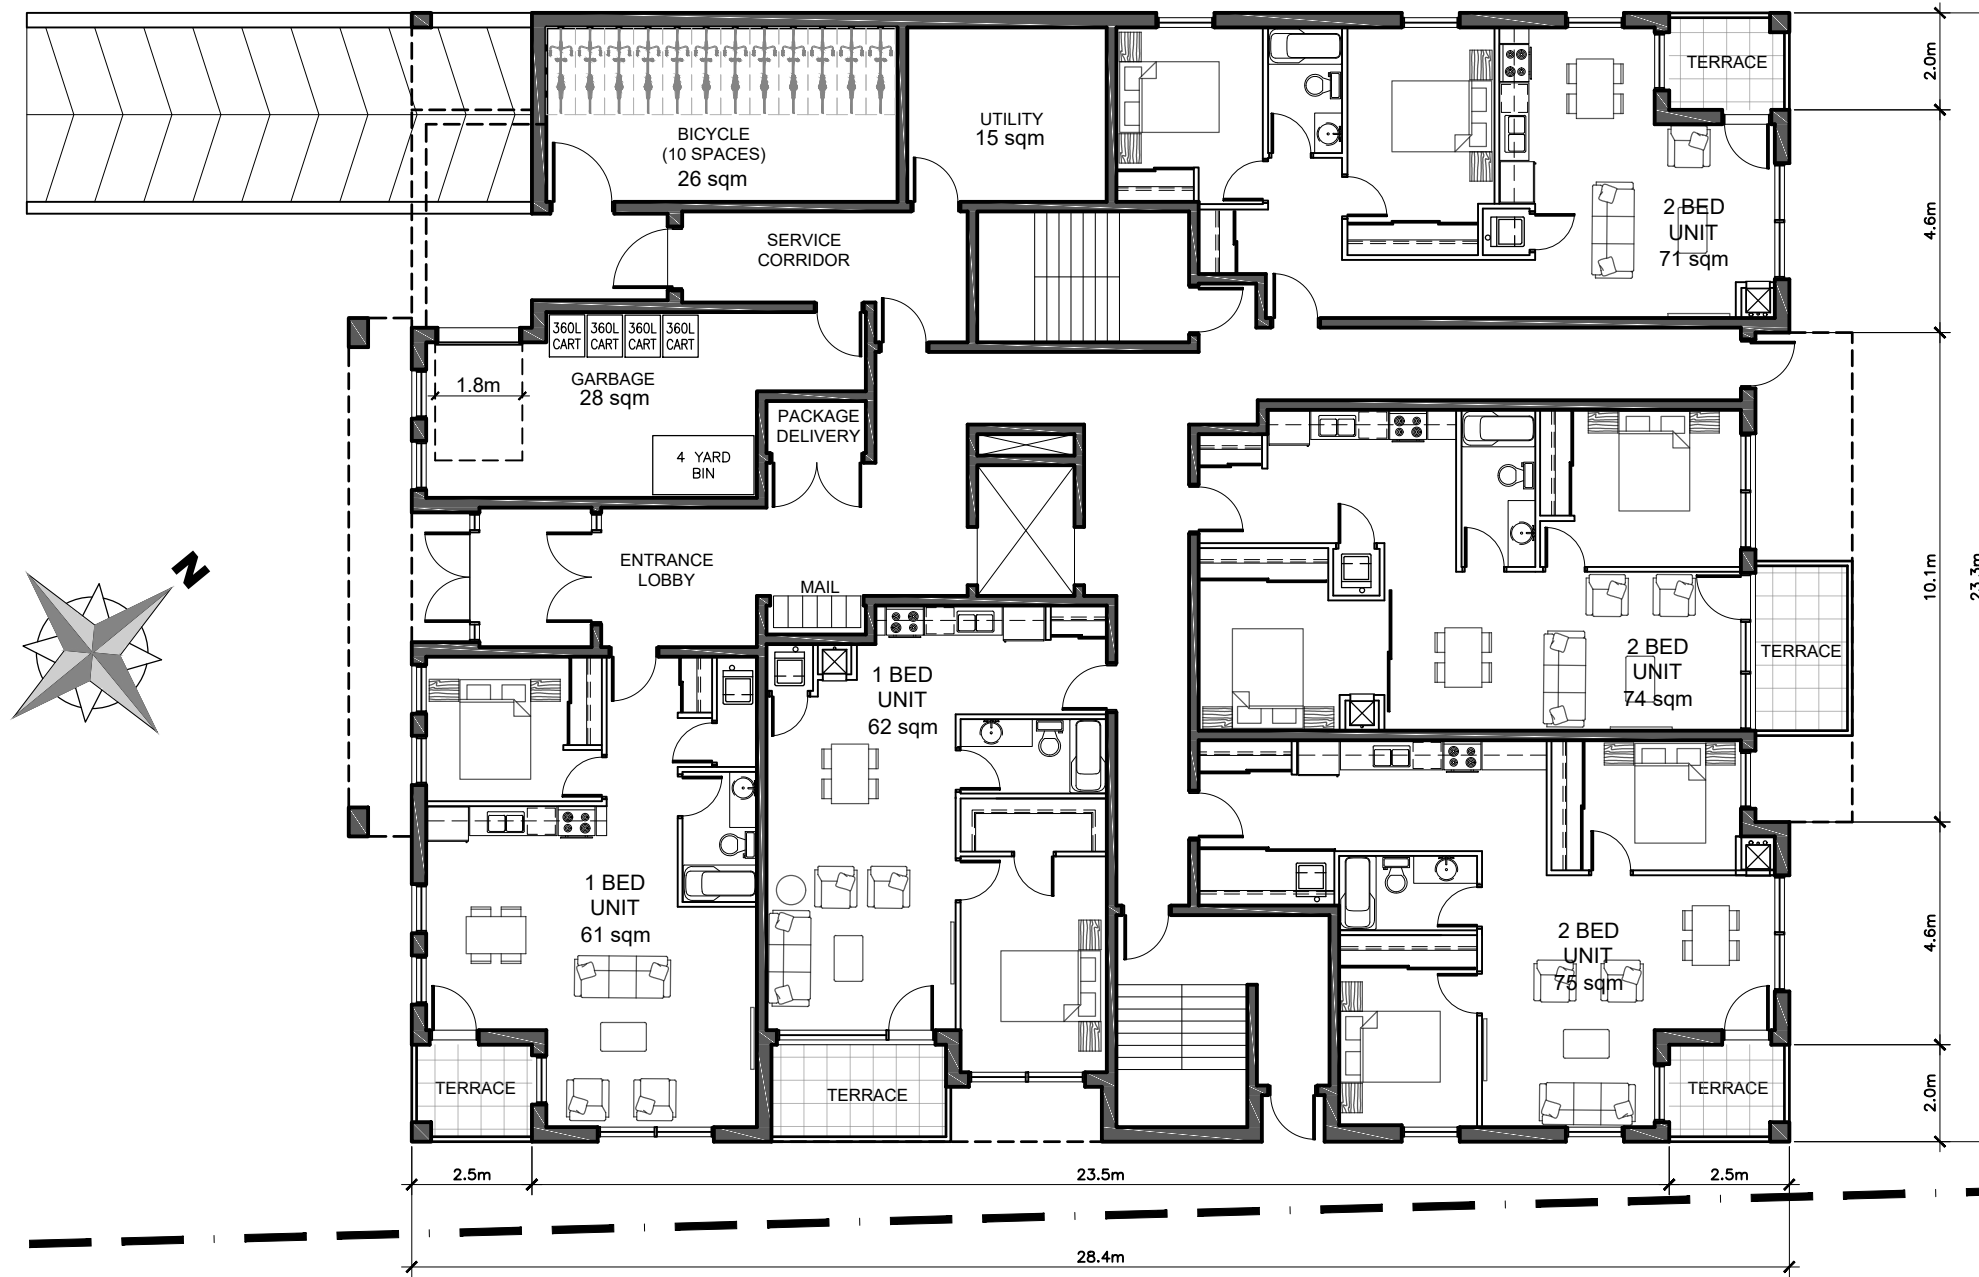 TERRACE
2.0m
UTILITY
15 sqm
BICYCLE
(10 SPACES)
26 sqm
2 BED
UNIT
71 sqm
4.6m
SERVICE
CORRIDOR
360L
CART
360L
CART
360L
CART
360L
CART
1.8m
GARBAGE
28 sqm
PACKAGE
DELIVERY
4 YARD
BIN
N
ENTRANCE
LOBBY
MAIL
10.1m
23.3m
2 BED
UNIT
74 sqm
TERRACE
1 BED
UNIT
62 sqm
1 BED
UNIT
61 sqm
2 BED
UNIT
75 sqm
4.6m
TERRACE
TERRACE
TERRACE
2.0m
2.5m
23.5m
2.5m
28.4m